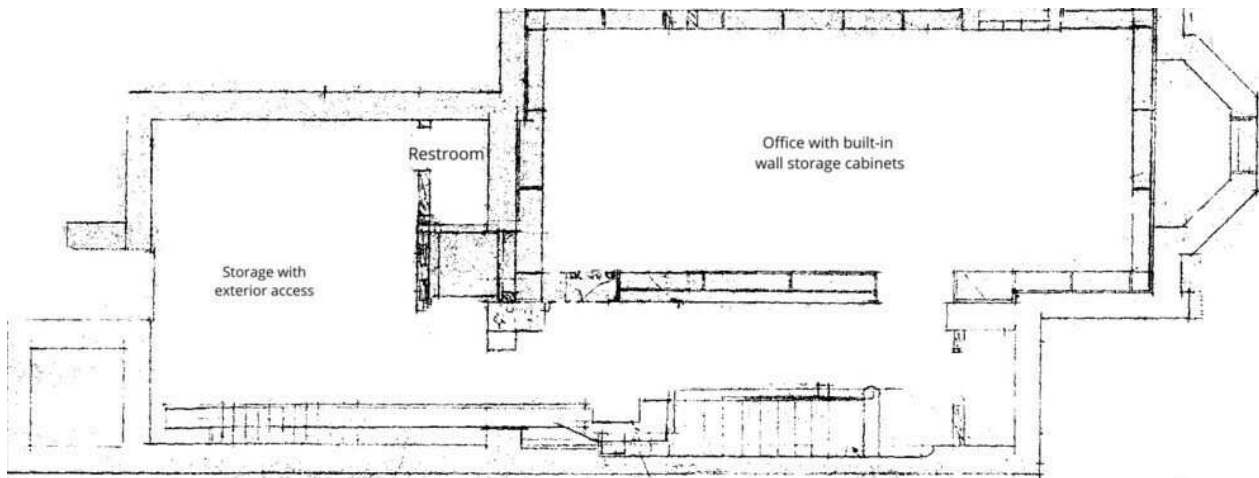 Restroom
Office with built-in
wall storage cabinets
Storage with
exterior access